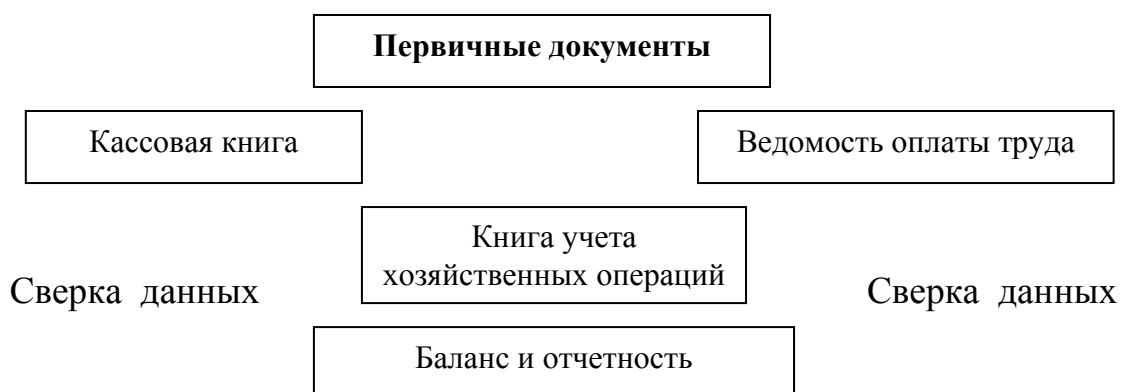 Первичные документы
Кассовая книга
Ведомость оплаты труда
Книга учета
хозяйственных операций
Сверка данных
Сверка данных
Баланс и отчетность